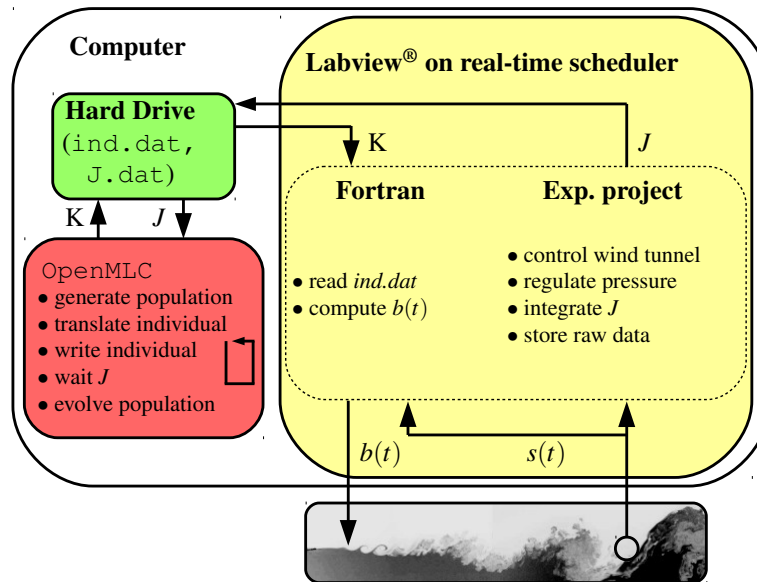 Computer
Labview® on real-time scheduler
Hard Drive
(ind.dat,
J.dat)
K
J
K
J
OpenMLC
• generate population
• translate individual
• write individual
• wait J
• evolve population
Fortran
• read ind.dat
• compute b(t)
Exp. project
• control wind tunnel
• regulate pressure
• integrate J
• store raw data
b(t)
s(t)